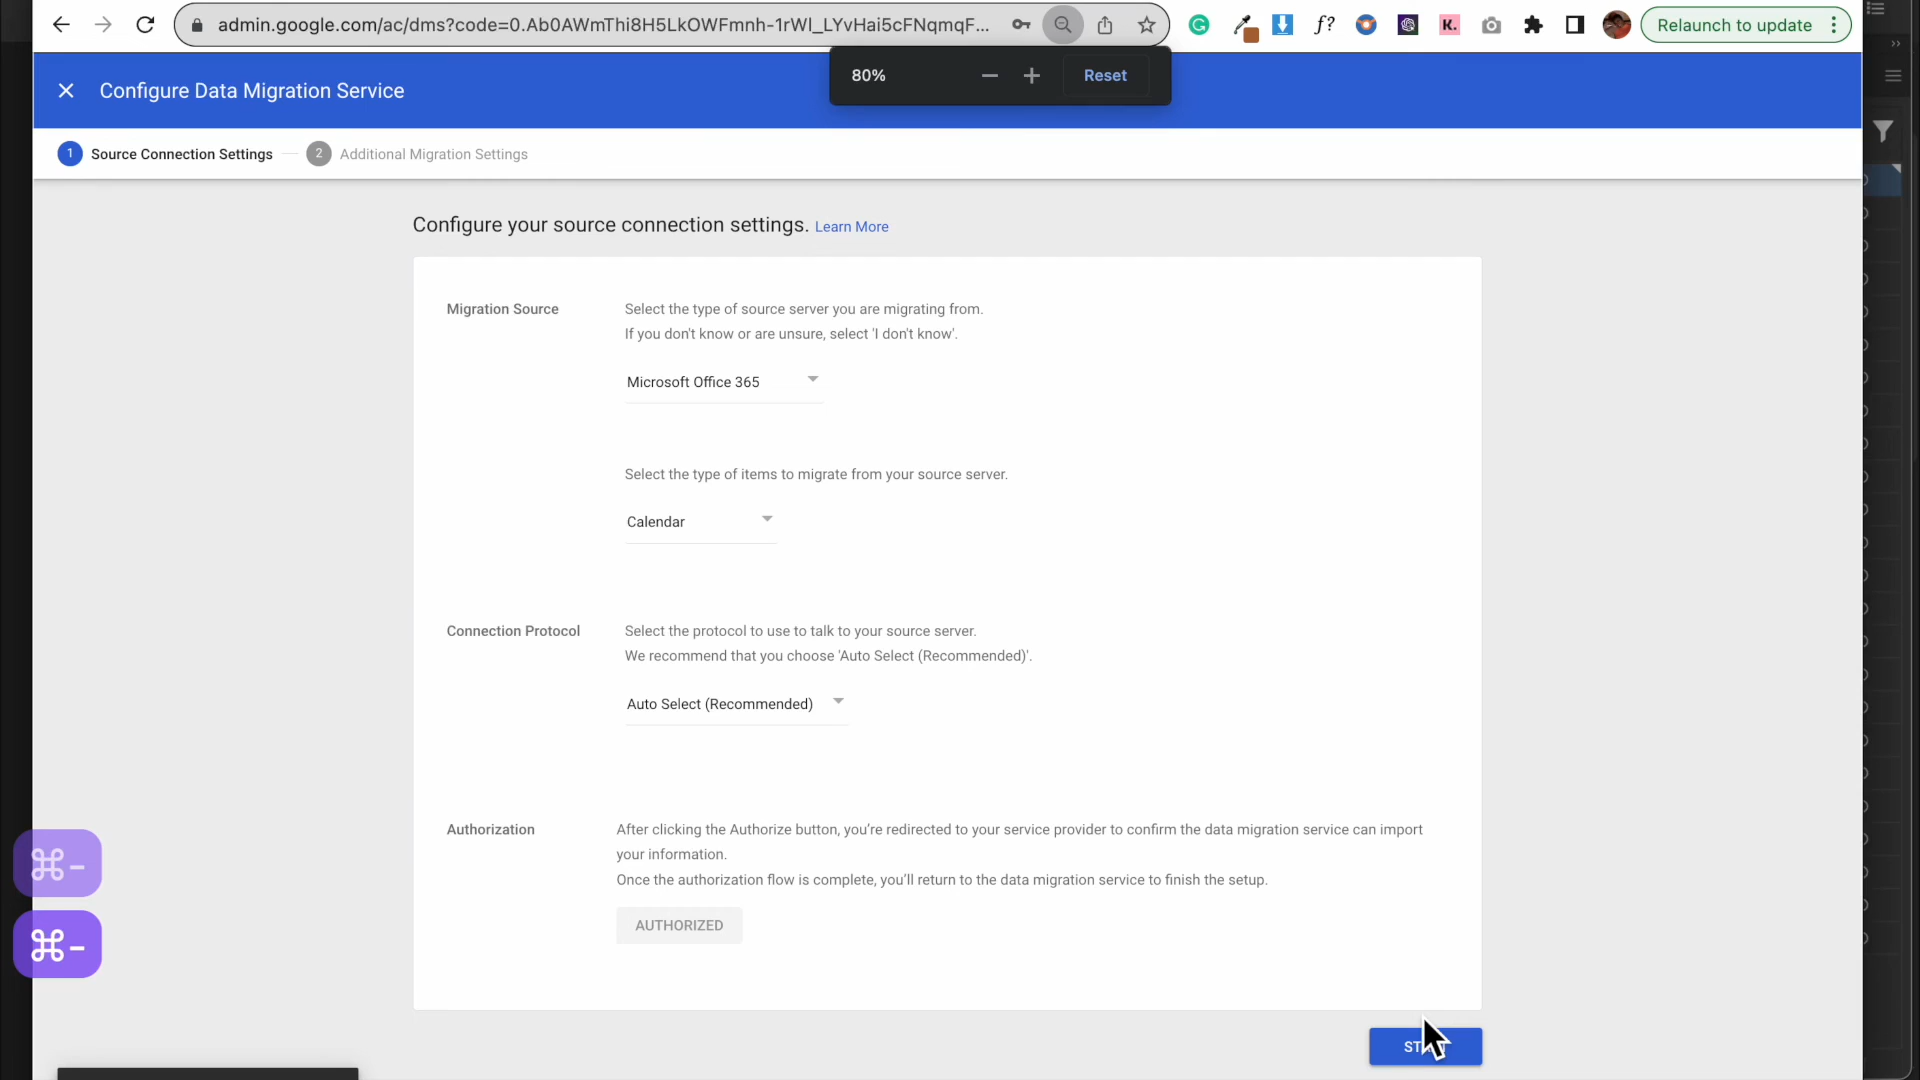 admin.google.com/ac/dms?code=0.Ab0AWmThi8H5LkOWFmnh-1rWl_LYvHai5cFNqmqF...
f?
K.
Relaunch to update
80%
Reset
Configure Data Migration Service
1 Source Connection Settings
2 Additional Migration Settings
Configure your source connection settings. Learn More
Migration Source
Select the type of source server you are migrating from.
If you don't know or are unsure, select 'I don't know'.
Microsoft Office 365
Select the type of items to migrate from your source server.
Calendar
Connection Protocol
Select the protocol to use to talk to your source server.
We recommend that you choose 'Auto Select (Recommended)'.
Auto Select (Recommended)
Authorization
After clicking the Authorize button, you're redirected to your service provider to confirm the data migration service can import
your information.
Once the authorization flow is complete, you'll return to the data migration service to finish the setup.
AUTHORIZED
⌘-
⌘-